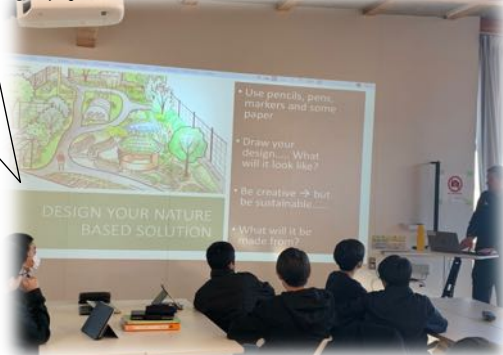 • Use pencils, pens,
markers and some
paper
• Draw your
design..... What
will it look like?
• Be creative → but
be sustainable.....
• What will it be
made from?
DESIGN YOUR NATURE
BASED SOLUTION